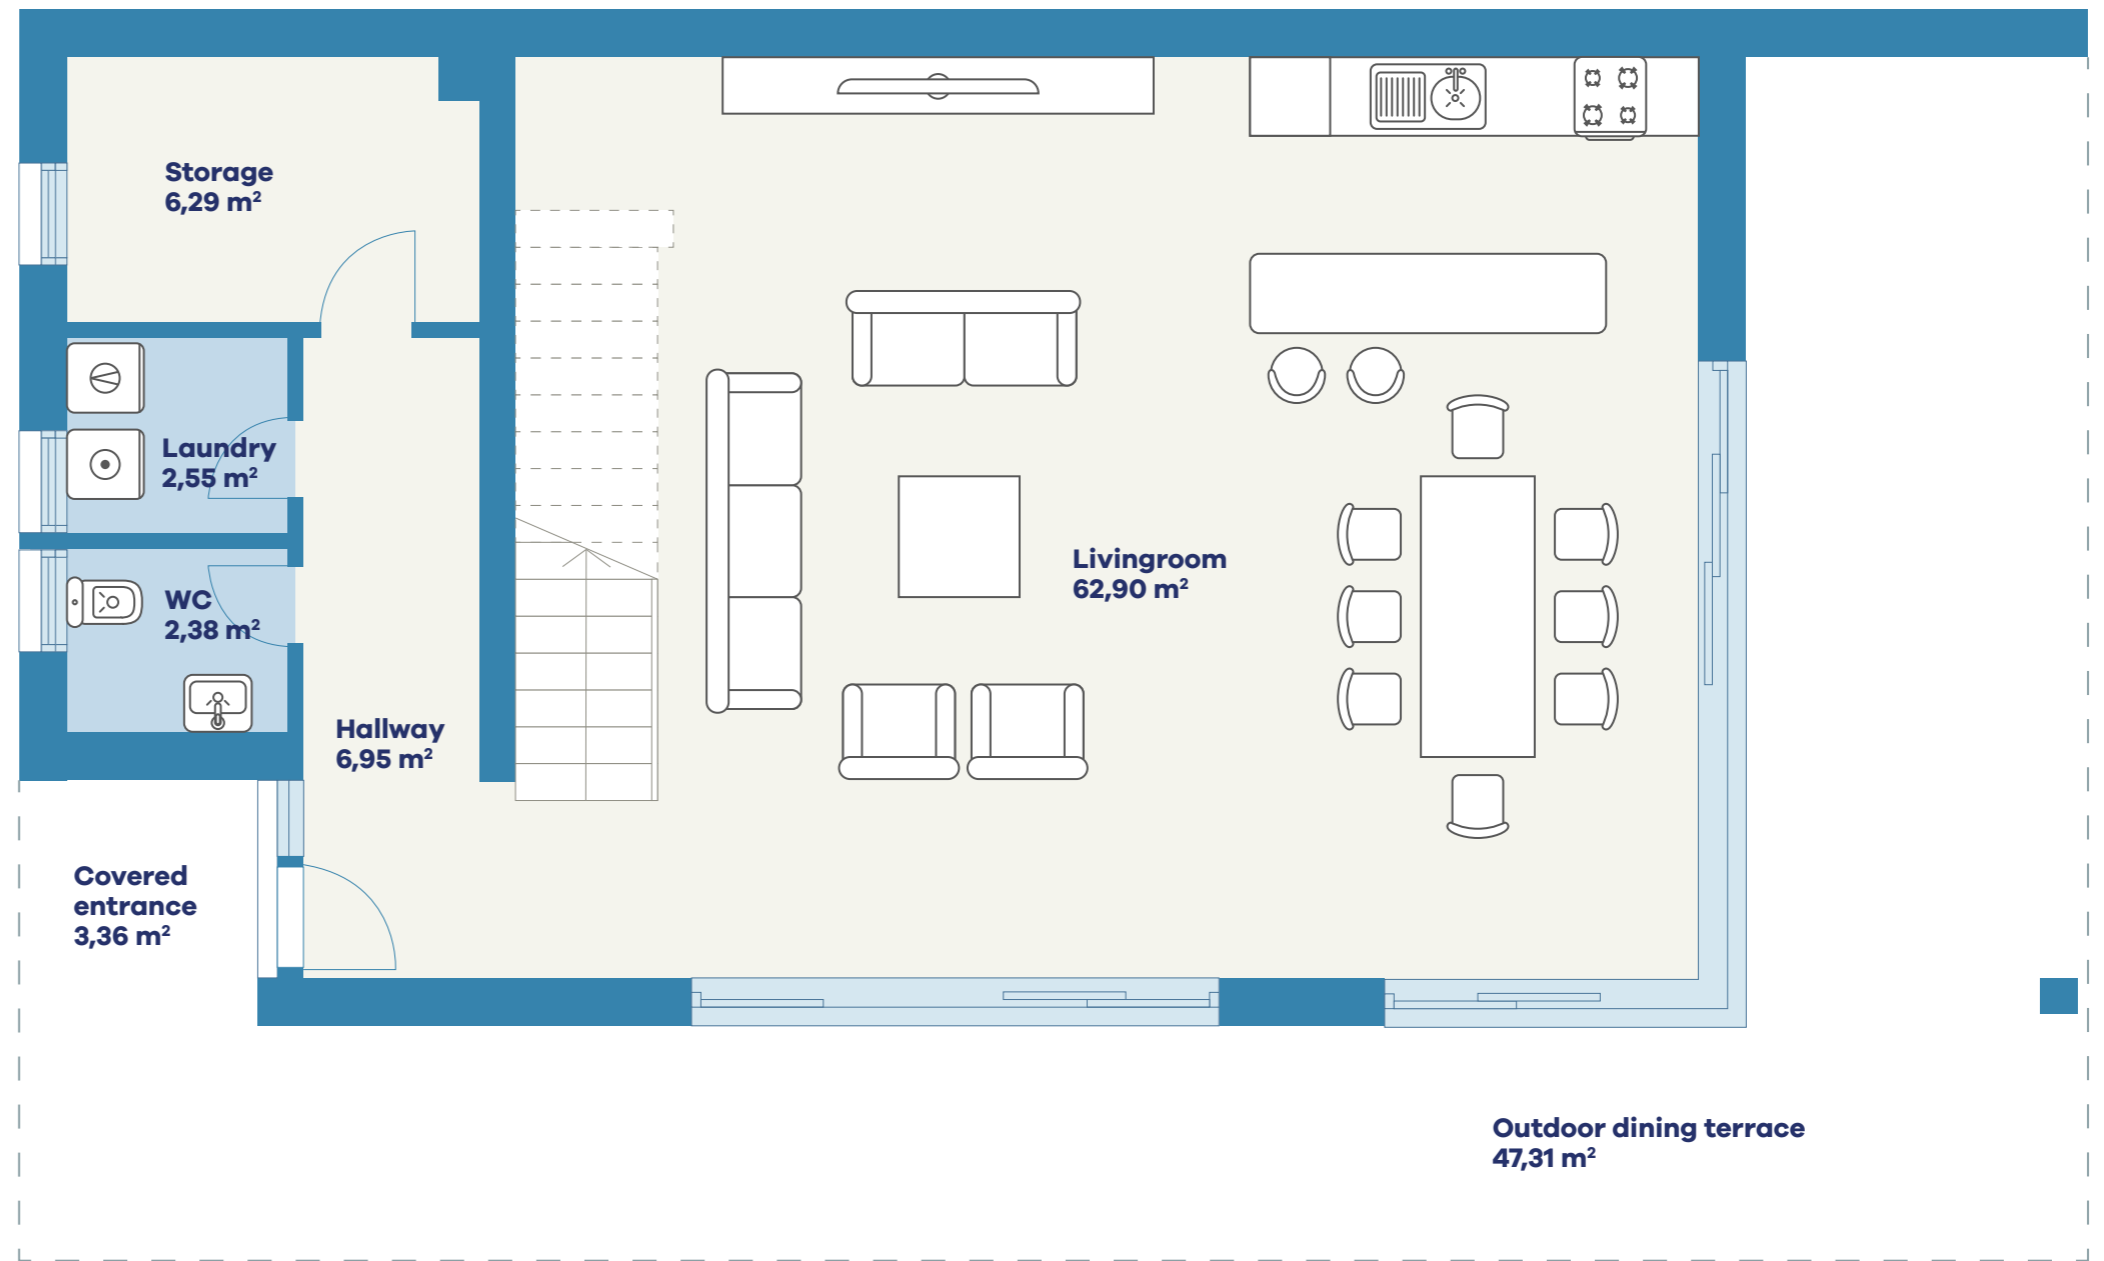 Storage
6,29 m²
Laundry
2,55 m²
WC
2,38 m²
Hallway
6,95 m²
Livingroom
62,90 m²
Covered
entrance
3,36 m²
Outdoor dining terrace
47,31 m²